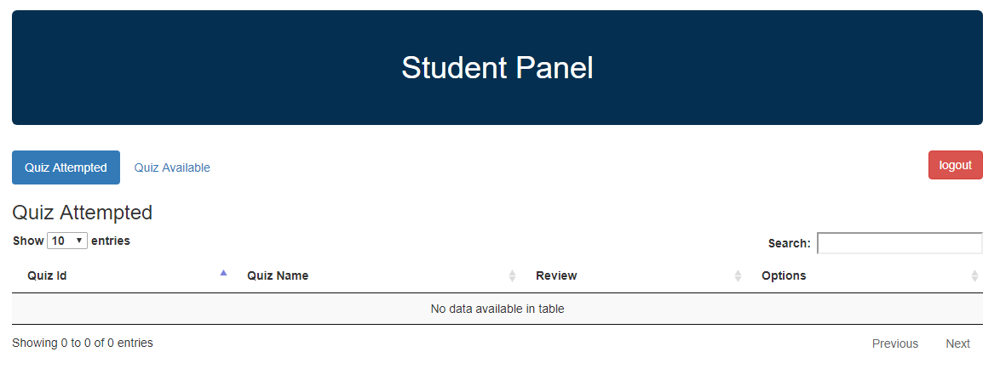 Student Panel
Quiz Attempted Quiz Available logout
Quiz Attempted
Show 10 entries Search:
Quiz Id Quiz Name Review Options
No data available in table
Showing 0 to 0 of 0 entries Previous Next